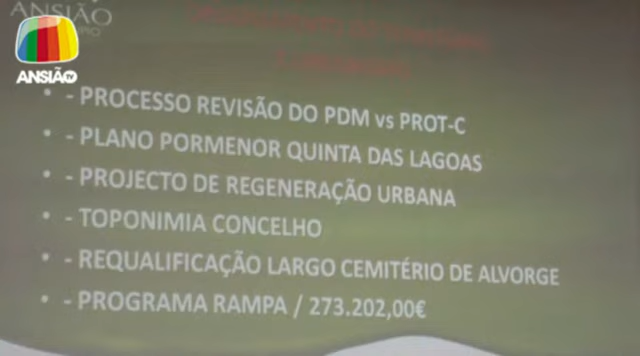 ANSIÃO
ANSIÃO TV
• - PROCESSO REVISÃO DO PDM vs PROT-C
• - PLANO PORMENOR QUINTA DAS LAGOAS
• - PROJECTO DE REGENERAÇÃO URBANA
• - TOPONIMIA CONCELHO
• - REQUALIFICAÇÃO LARGO CEMITÉRIO DE ALVORGE
• - PROGRAMA RAMPA / 273.202,00€